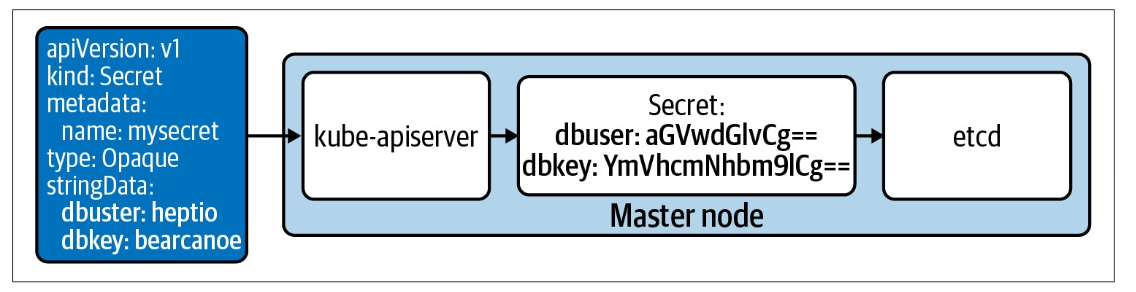 apiVersion: v1
kind: Secret
metadata:
  name: mysecret
type: Opaque
stringData:
  dbuster: heptio
  dbkey: bearcanoe
kube-apiserver
Secret:
dbuser: aGVwdGlvCg==
dbkey: YmVhcmNhbm9lCg==
etcd
Master node